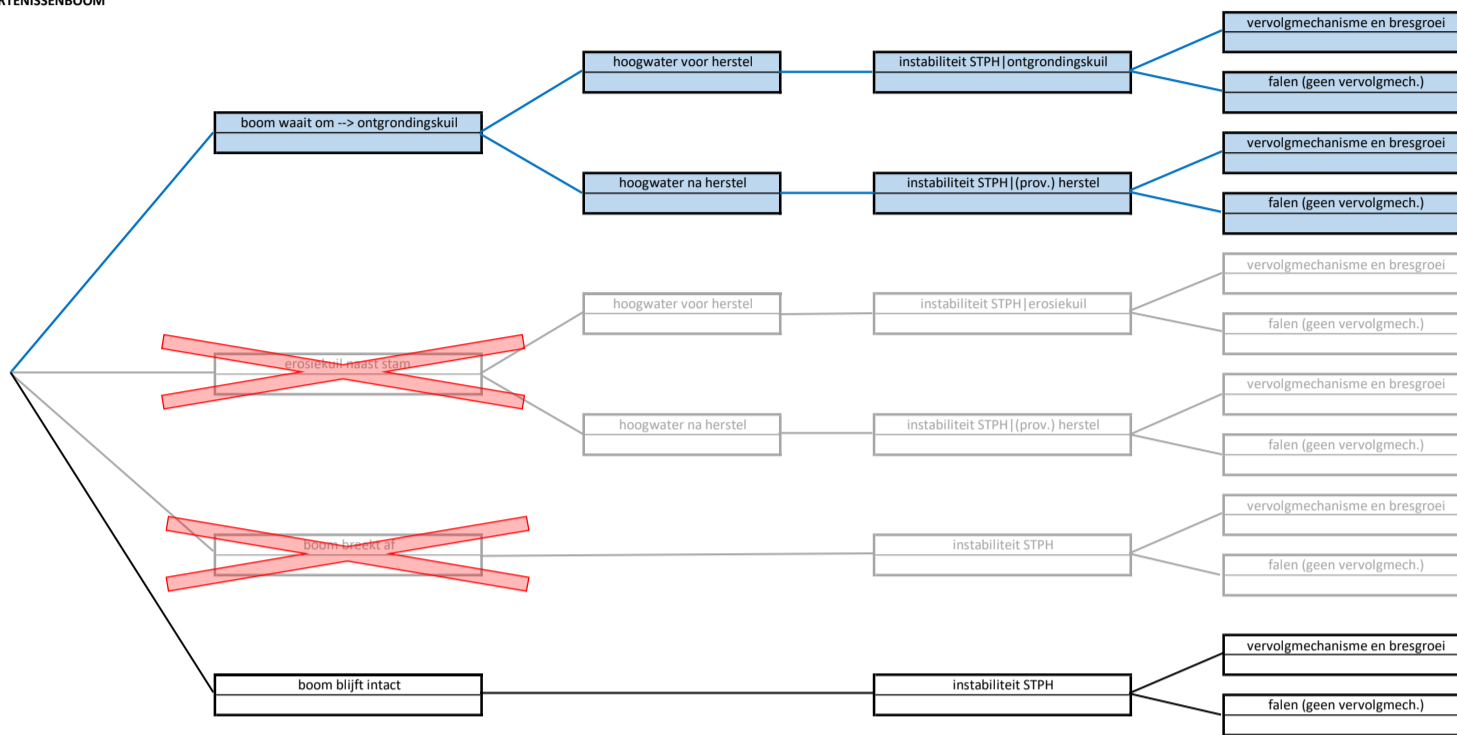 RTENISSENBOOM
vervolgmechanisme en bresgroei
hoogwater voor herstel
instabiliteit STPH|ontgrondingskuil
falen (geen vervolgmech.)
boom waait om --> ontgrondingskuil
vervolgmechanisme en bresgroei
hoogwater na herstel
instabiliteit STPH|(prov.) herstel
falen (geen vervolgmech.)
vervolgmechanisme en bresgroei
hoogwater voor herstel
instabiliteit STPH|erosiekuil
falen (geen vervolgmech.)
erosiekuil naast stam
vervolgmechanisme en bresgroei
hoogwater na herstel
instabiliteit STPH|(prov.) herstel
falen (geen vervolgmech.)
vervolgmechanisme en bresgroei
boom breekt af
instabiliteit STPH
falen (geen vervolgmech.)
vervolgmechanisme en bresgroei
boom blijft intact
instabiliteit STPH
falen (geen vervolgmech.)